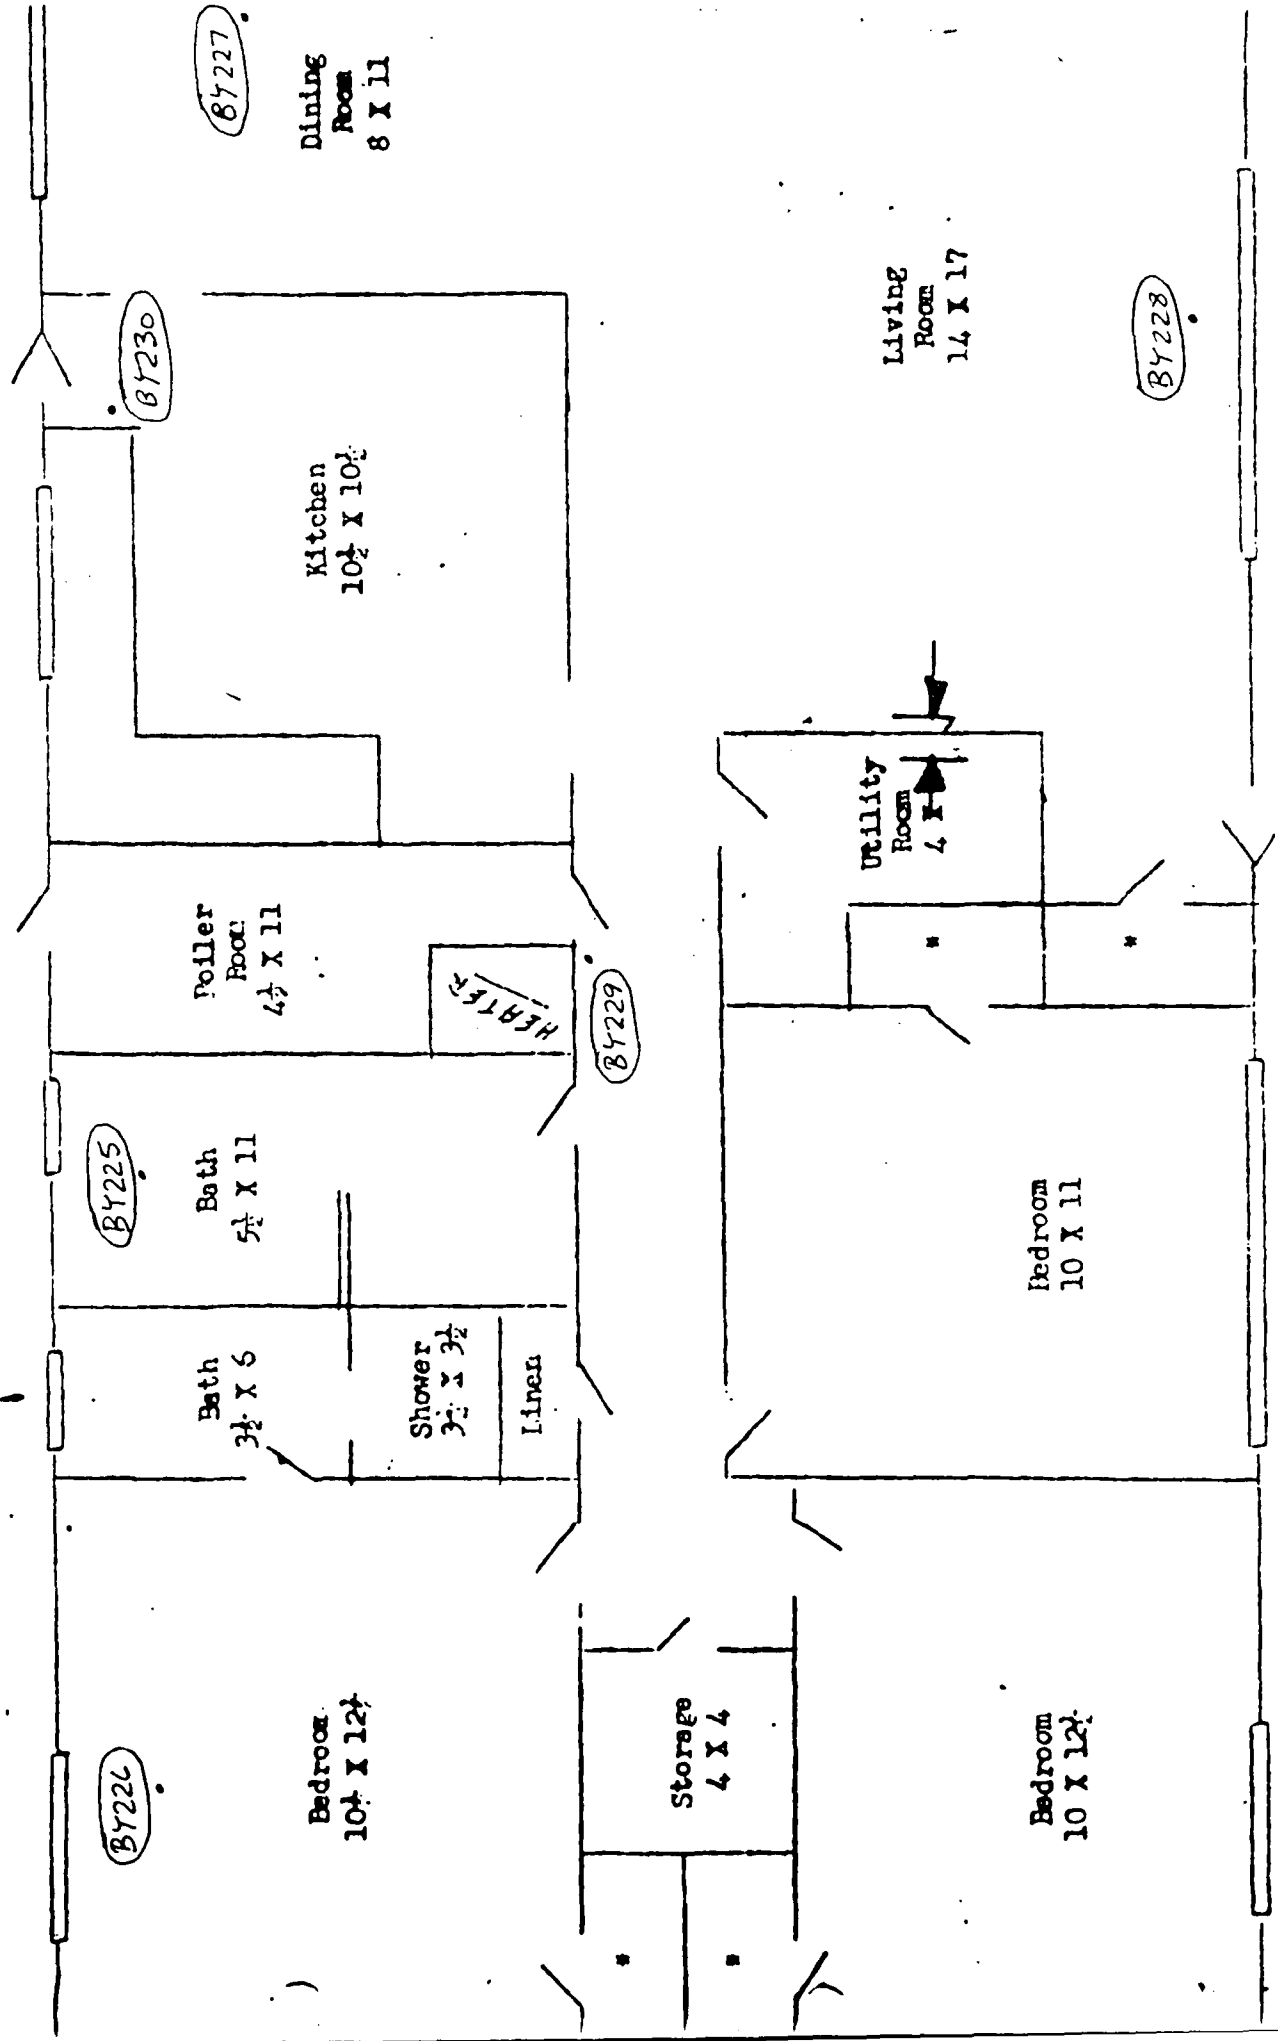 BY226
Bedroom
10½ X 12½
Storage
4 X 4
Bedroom
10 X 12½
*
*
Bath
3½ X 6
Shower
3½ X 3½
Linen
BY225
Bath
5½ X 11
Bedroom
10 X 11
Boiler
Room
4½ X 11
HEATER
BY229
*
*
Utility
Room
4 X
Kitchen
10½ X 10½
BY230
Living
Room
14 X 17
BY228
BY227
Dining
Room
8 X 11